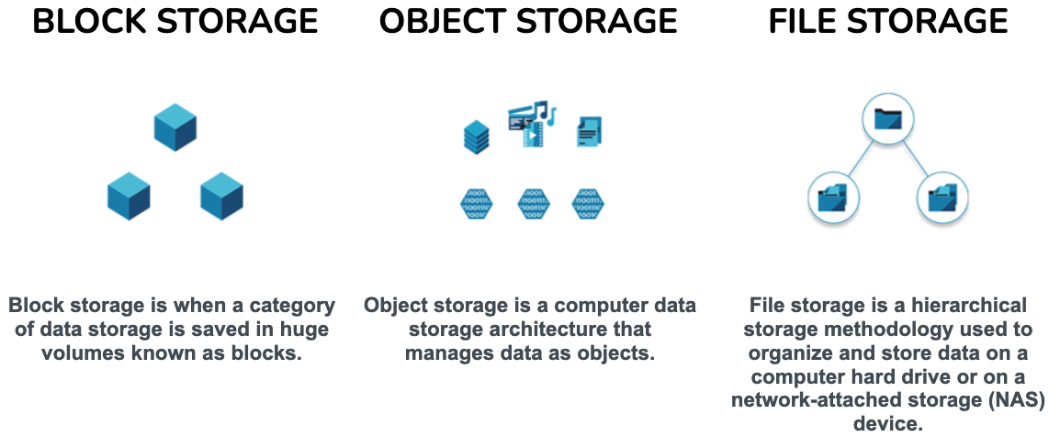 BLOCK STORAGE
OBJECT STORAGE
FILE STORAGE
Block storage is when a category
of data storage is saved in huge
volumes known as blocks.
Object storage is a computer data
storage architecture that
manages data as objects.
File storage is a hierarchical
storage methodology used to
organize and store data on a
computer hard drive or on a
network-attached storage (NAS)
device.